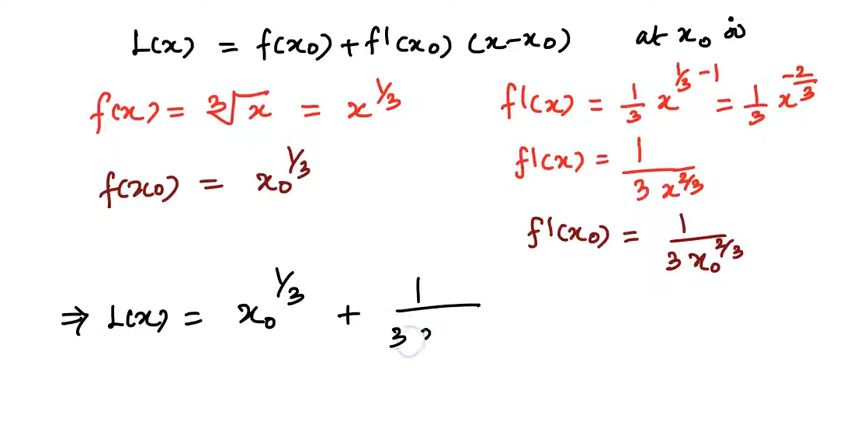 L(x) = f(x₀) + f'(x₀) (x-x₀) at x₀ is
f(x) = ∛x = x^1/3
f'(x) = 1/3 x^1/3 -1 = 1/3 x^-2/3
f'(x) = 1/3 x^2/3
f(x₀) = x₀^1/3
f'(x₀) = 1/3 x₀^2/3
⇒ L(x) = x₀^1/3 + 1/3